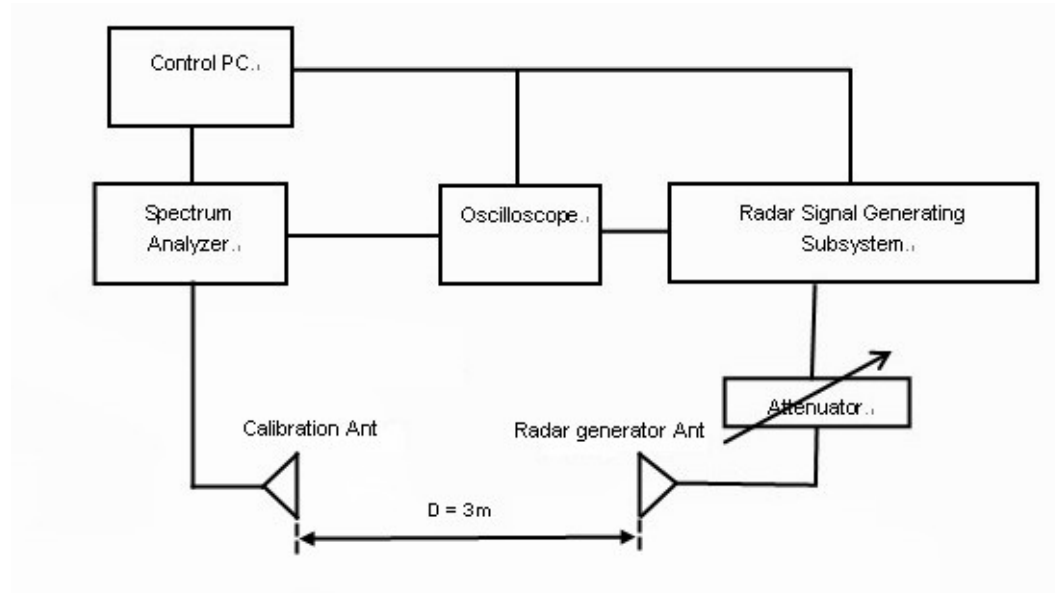 Control PC
Spectrum
Analyzer
Oscilloscope
Radar Signal Generating
Subsystem
Attenuator
Calibration Ant
Radar generator Ant
D = 3m